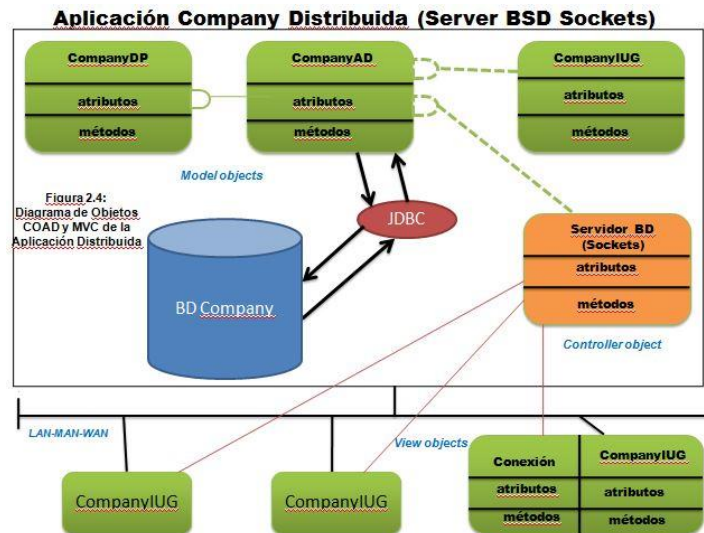 Aplicación Company Distribuida (Server BSD Sockets)
CompanyDP
atributos
métodos
CompanyAD
atributos
métodos
CompanyIUG
atributos
métodos
Model objects
Figura 2.4:
Diagrama de Objetos
COAD y MVC de la
Aplicación Distribuida
JDBC
BD Company
Servidor BD
(Sockets)
atributos
métodos
Controller object
LAN-MAN-WAN
View objects
CompanyIUG
CompanyIUG
Conexión
atributos
métodos
CompanyIUG
atributos
métodos